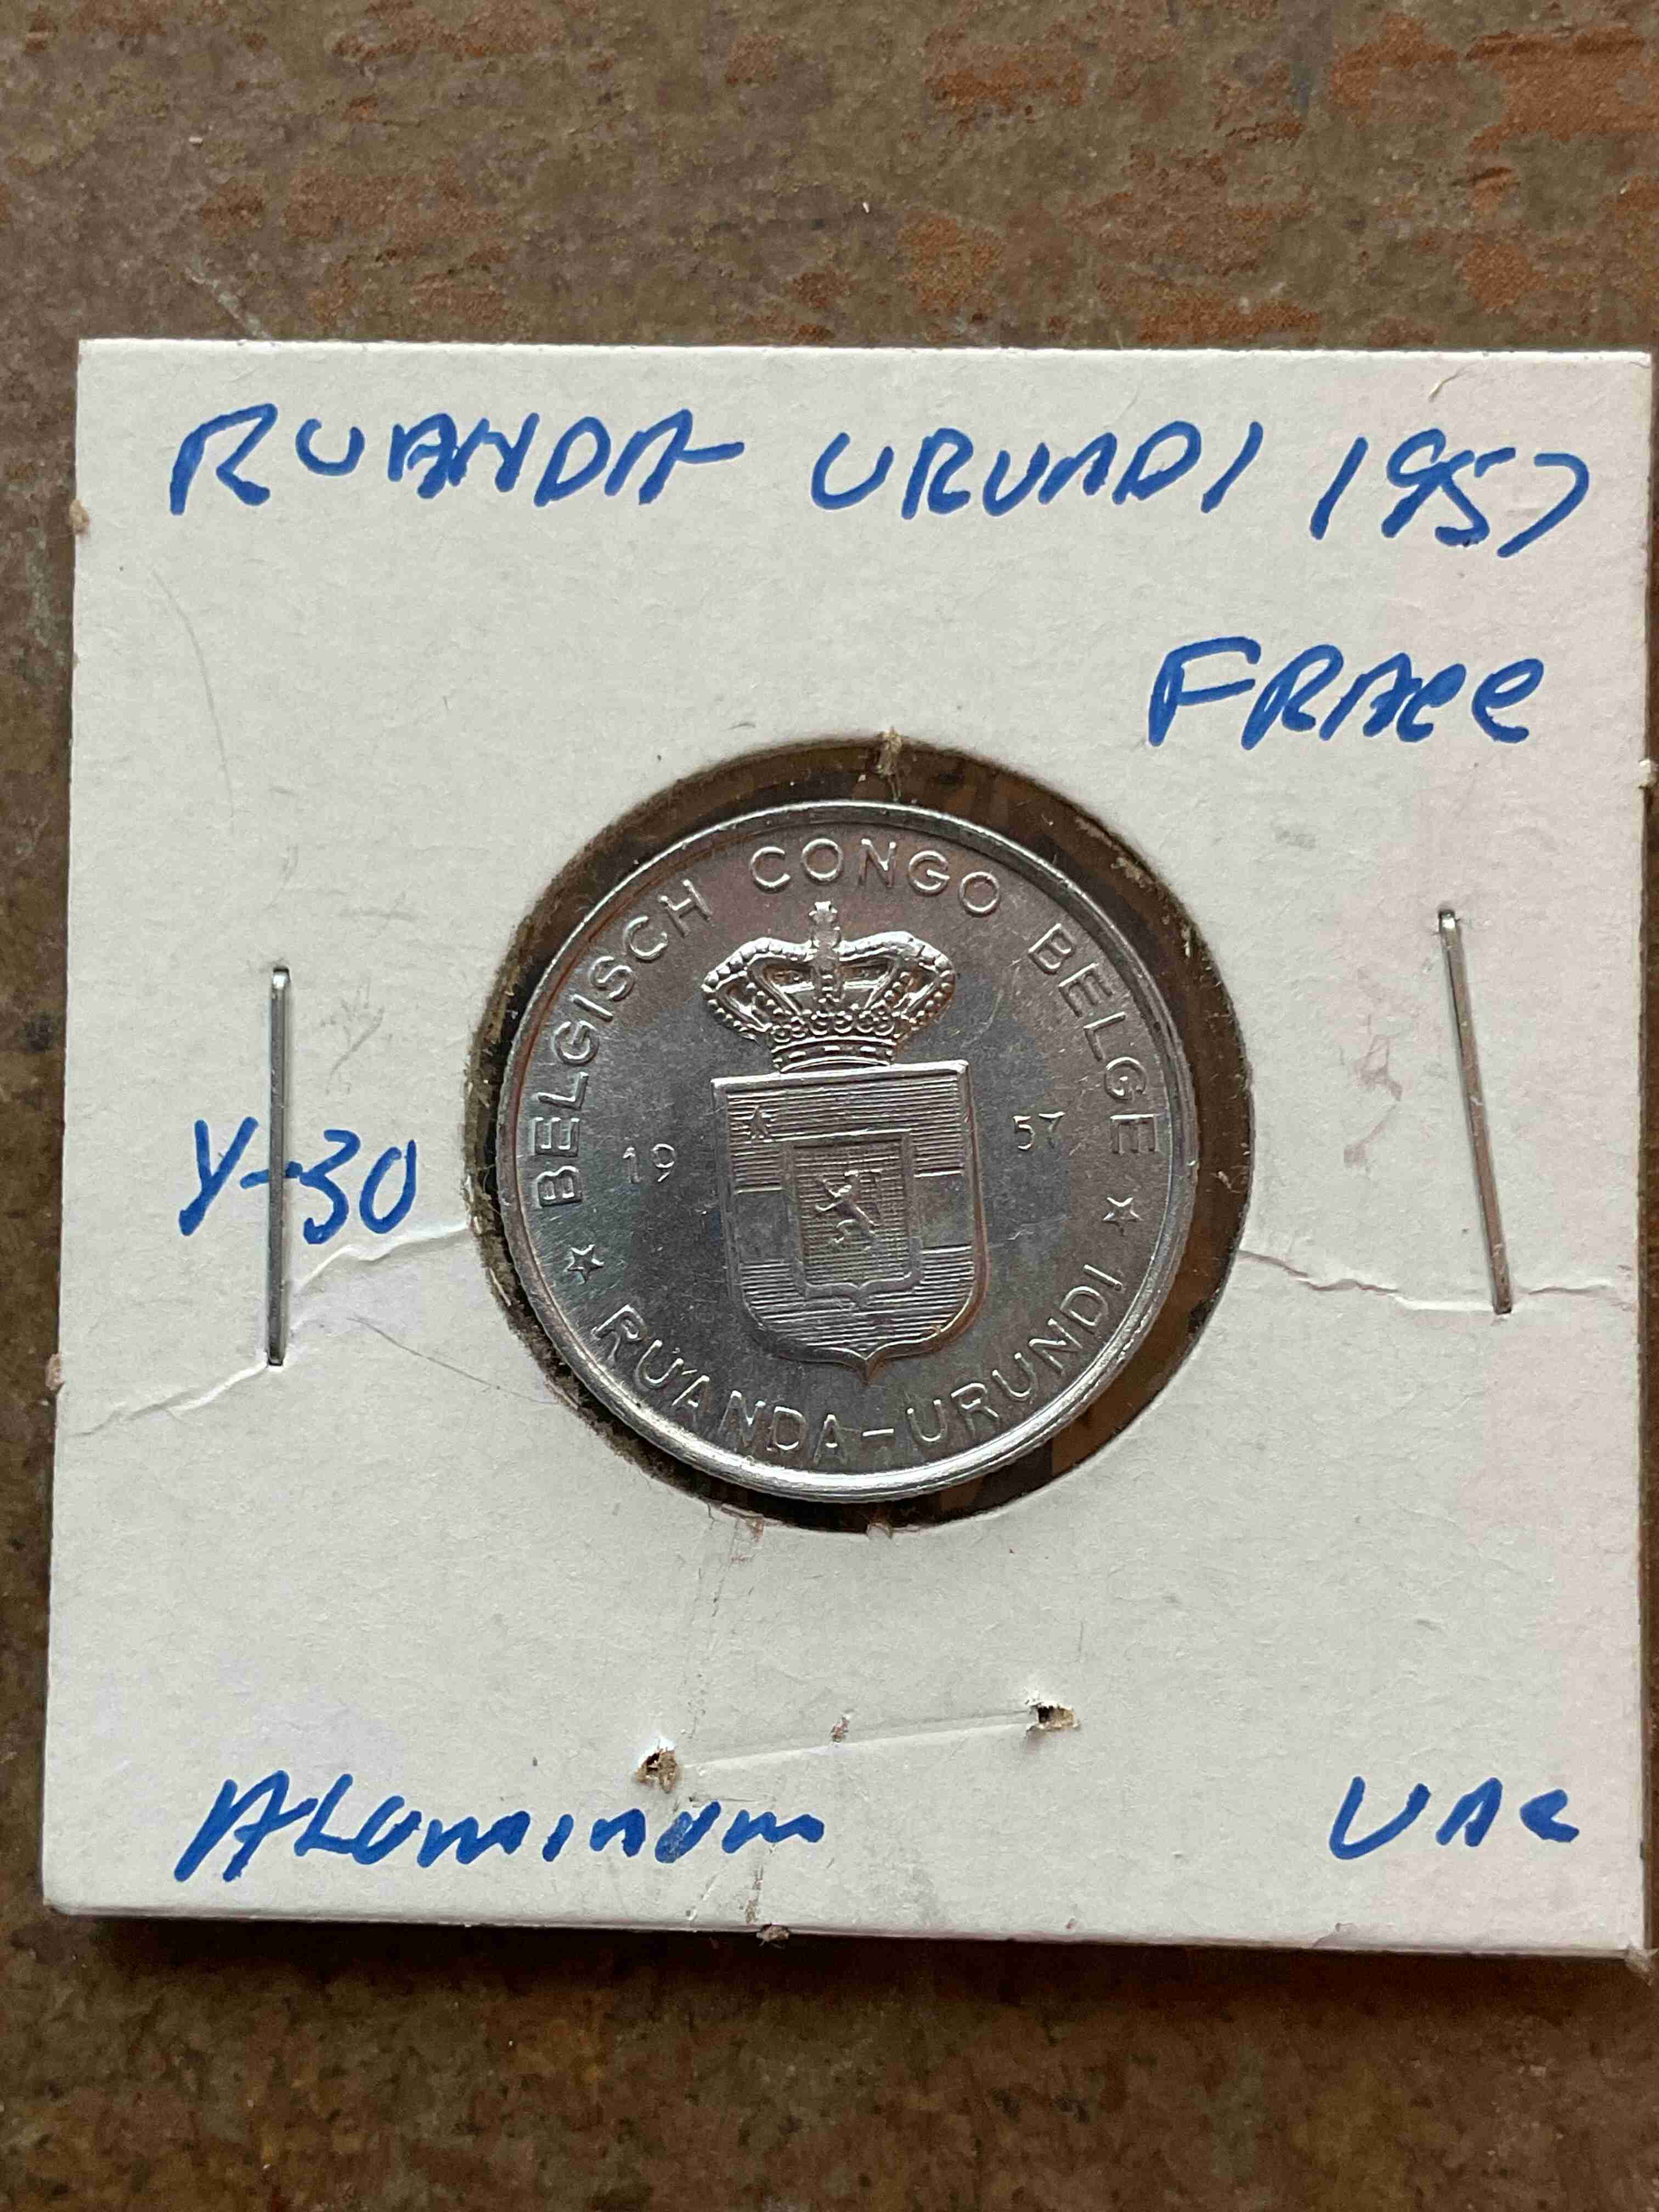 RUANDA URUNDI 1957
FRANC
BELGISCH CONGO BELGE
19 57
RUANDA-URUNDI
Y-30
ALUMINUM
UNC